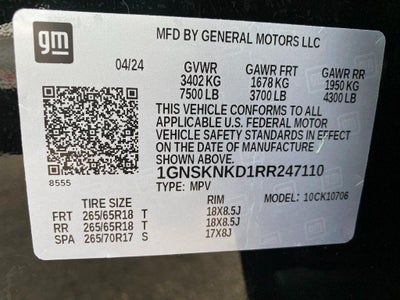 gm
MFD BY GENERAL MOTORS LLC
04/24 GVWR GAWR FRT GAWR RR
3402 KG 1678 KG 1950 KG
7500 LB 3700 LB 4300 LB
THIS VEHICLE CONFORMS TO ALL
APPLICABLE U.S. FEDERAL MOTOR
VEHICLE SAFETY STANDARDS IN EFFECT
ON THE DATE OF MANUFACTURE
SHOWN ABOVE.
1GNSKNKD1RR247110
8555 TYPE: MPV MODEL: 10CK10706
TIRE SIZE RIM
FRT 265/65R18 T 18X8.5J
RR 265/65R18 T 18X8.5J
SPA 265/70R17 S 17X8J